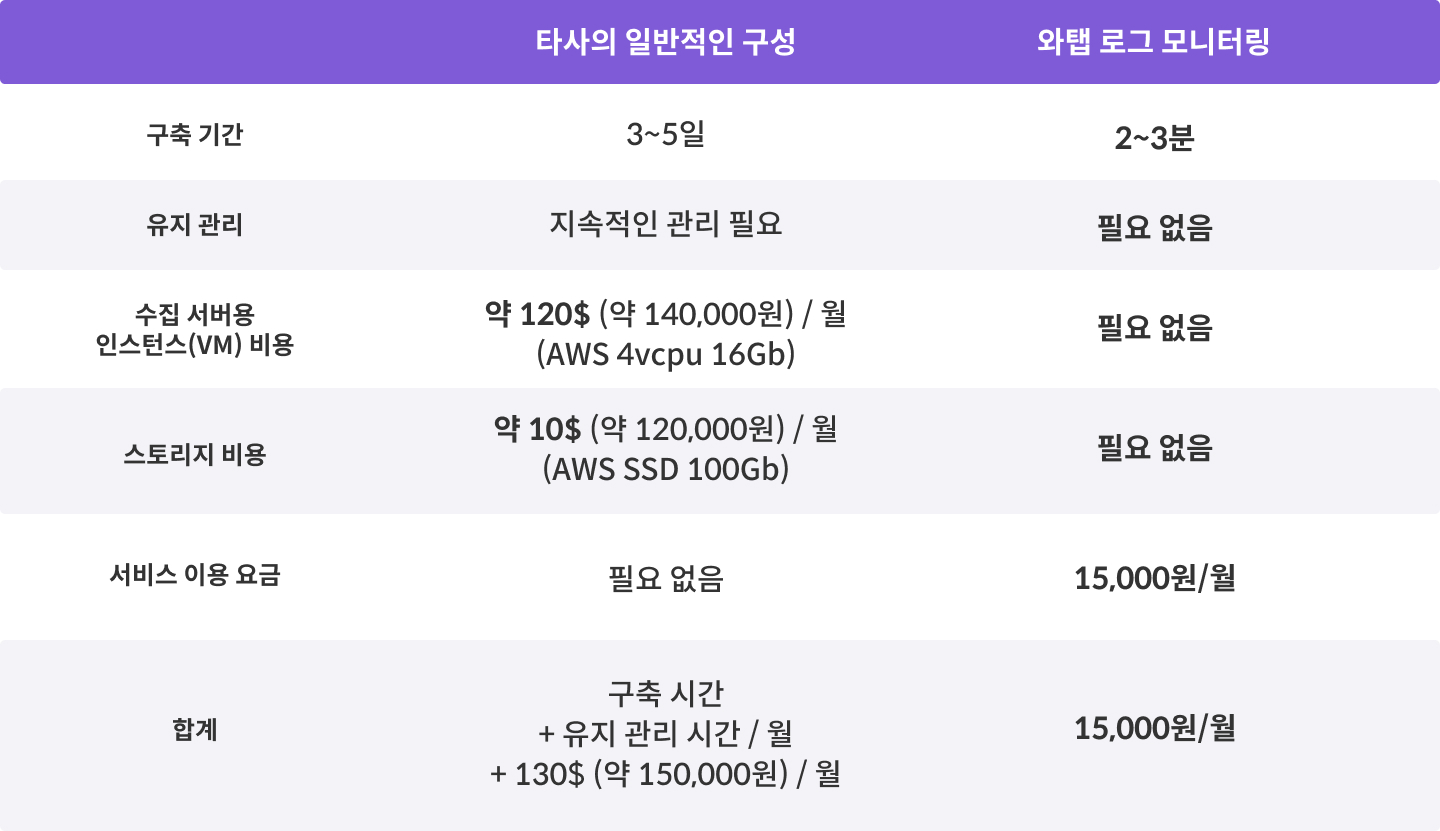 타사의 일반적인 구성
와탭 로그 모니터링
구축 기간
3~5일
2~3분
유지 관리
지속적인 관리 필요
필요 없음
수집 서버용
인스턴스(VM) 비용
약 120$ (약 140,000원) / 월
(AWS 4vcpu 16Gb)
필요 없음
스토리지 비용
약 10$ (약 120,000원) / 월
(AWS SSD 100Gb)
필요 없음
서비스 이용 요금
필요 없음
15,000원/월
합계
구축 시간
+ 유지 관리 시간 / 월
+ 130$ (약 150,000원) / 월
15,000원/월